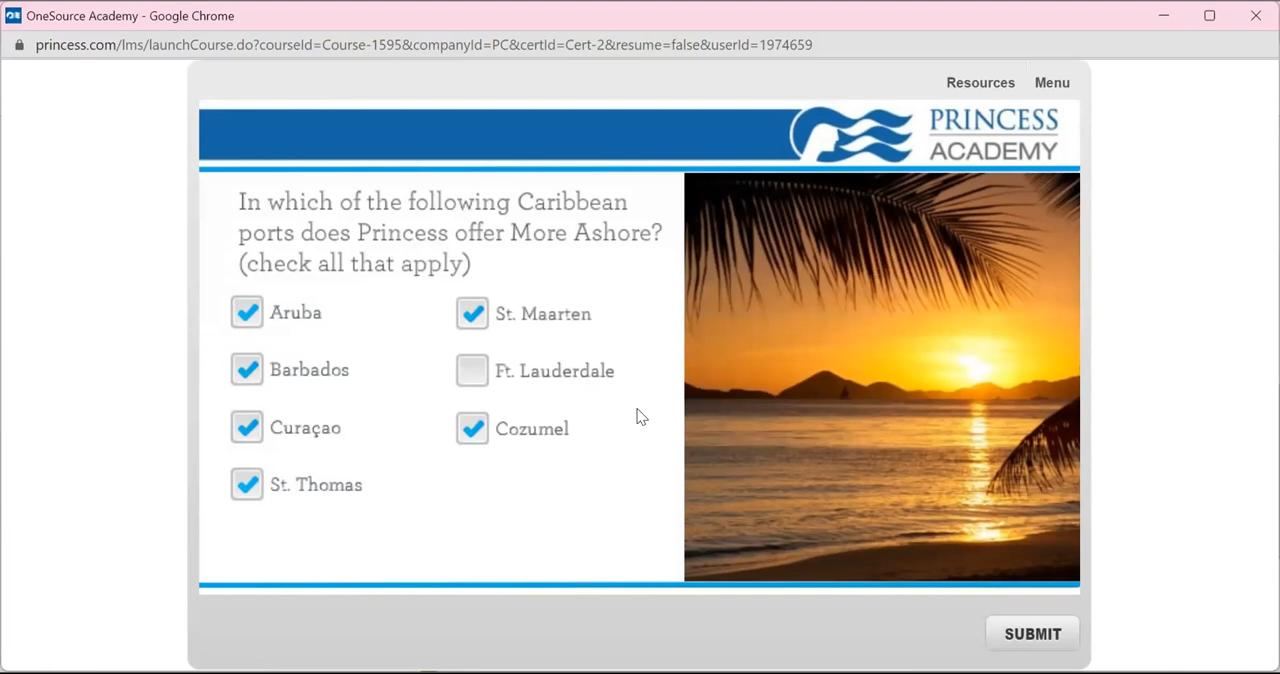 OneSource Academy - Google Chrome
princess.com/lms/launchCourse.do?courseId=Course-1595&companyId=PC&certId=Cert-2&resume=false&userId=1974659
Resources Menu
PRINCESS
ACADEMY
In which of the following Caribbean
ports does Princess offer More Ashore?
(check all that apply)
Aruba
Barbados
Curaçao
St. Thomas
St. Maarten
Ft. Lauderdale
Cozumel
SUBMIT